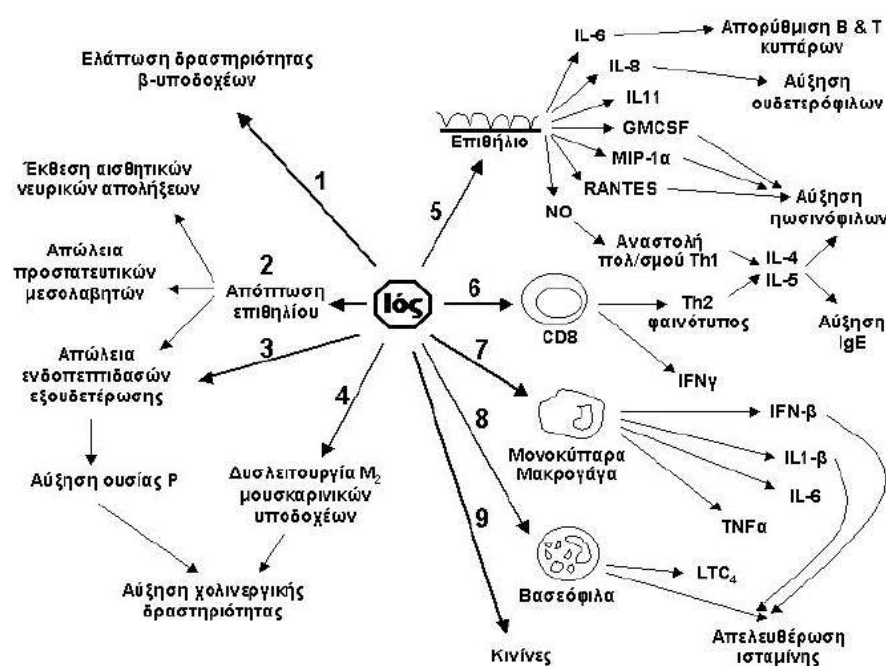 Ελάττωση δραστηριότητας
β-υποδοχέων
1
Έκθεση αισθητικών
νευρικών απολήξεων
Απώλεια
προστατευτικών
μεσολαβητών
2
Απόπτωση
επιθηλίου
Ιός
3
Απώλεια
ενδοπεπτιδασών
εξουδετέρωσης
Αύξηση ουσίας P
4
Δυσλειτουργία M₂
μουσκαρινικών
υποδοχέων
Αύξηση χολινεργικής
δραστηριότητας
5
Επιθήλιο
IL-6
Απορύθμιση Β & Τ
κυττάρων
IL-8
Αύξηση
ουδετερόφιλων
IL11
GMCSF
MIP-1α
RANTES
Αύξηση
ηωσινόφιλων
NO
Αναστολή
πολ/σμού Th1
IL-4
IL-5
Αύξηση
IgE
6
CD8
Th2
φαινότυπος
IFNγ
7
Μονοκύπαρα
Μακρογάγα
IFN-β
IL1-β
IL-6
TNFα
8
Βασεόφιλα
LTC₄
Απελευθέρωση
ισταμίνης
9
Κινίνες